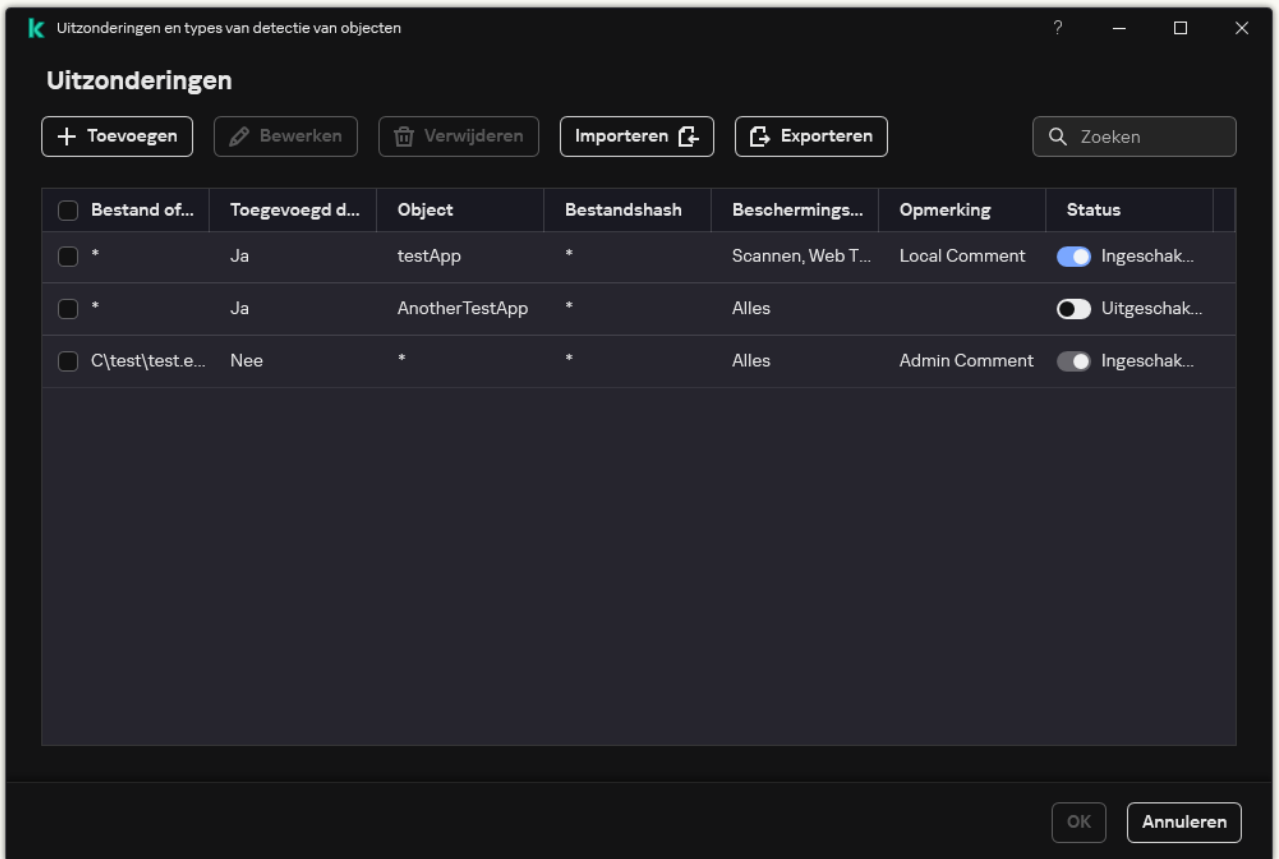 Uitzonderingen en types van detectie van objecten ?
Uitzonderingen
Toevoegen Bewerken Verwijderen Importeren Exporteren Zoeken
Bestand of... Toegevoegd d... Object Bestandshash Beschermings... Opmerking Status
* Ja testApp * Scannen, Web T... Local Comment Ingeschak...
* Ja AnotherTestApp * Alles Uitgeschak...
C\test\test.e... Nee * * Alles Admin Comment Ingeschak...
OK Annuleren